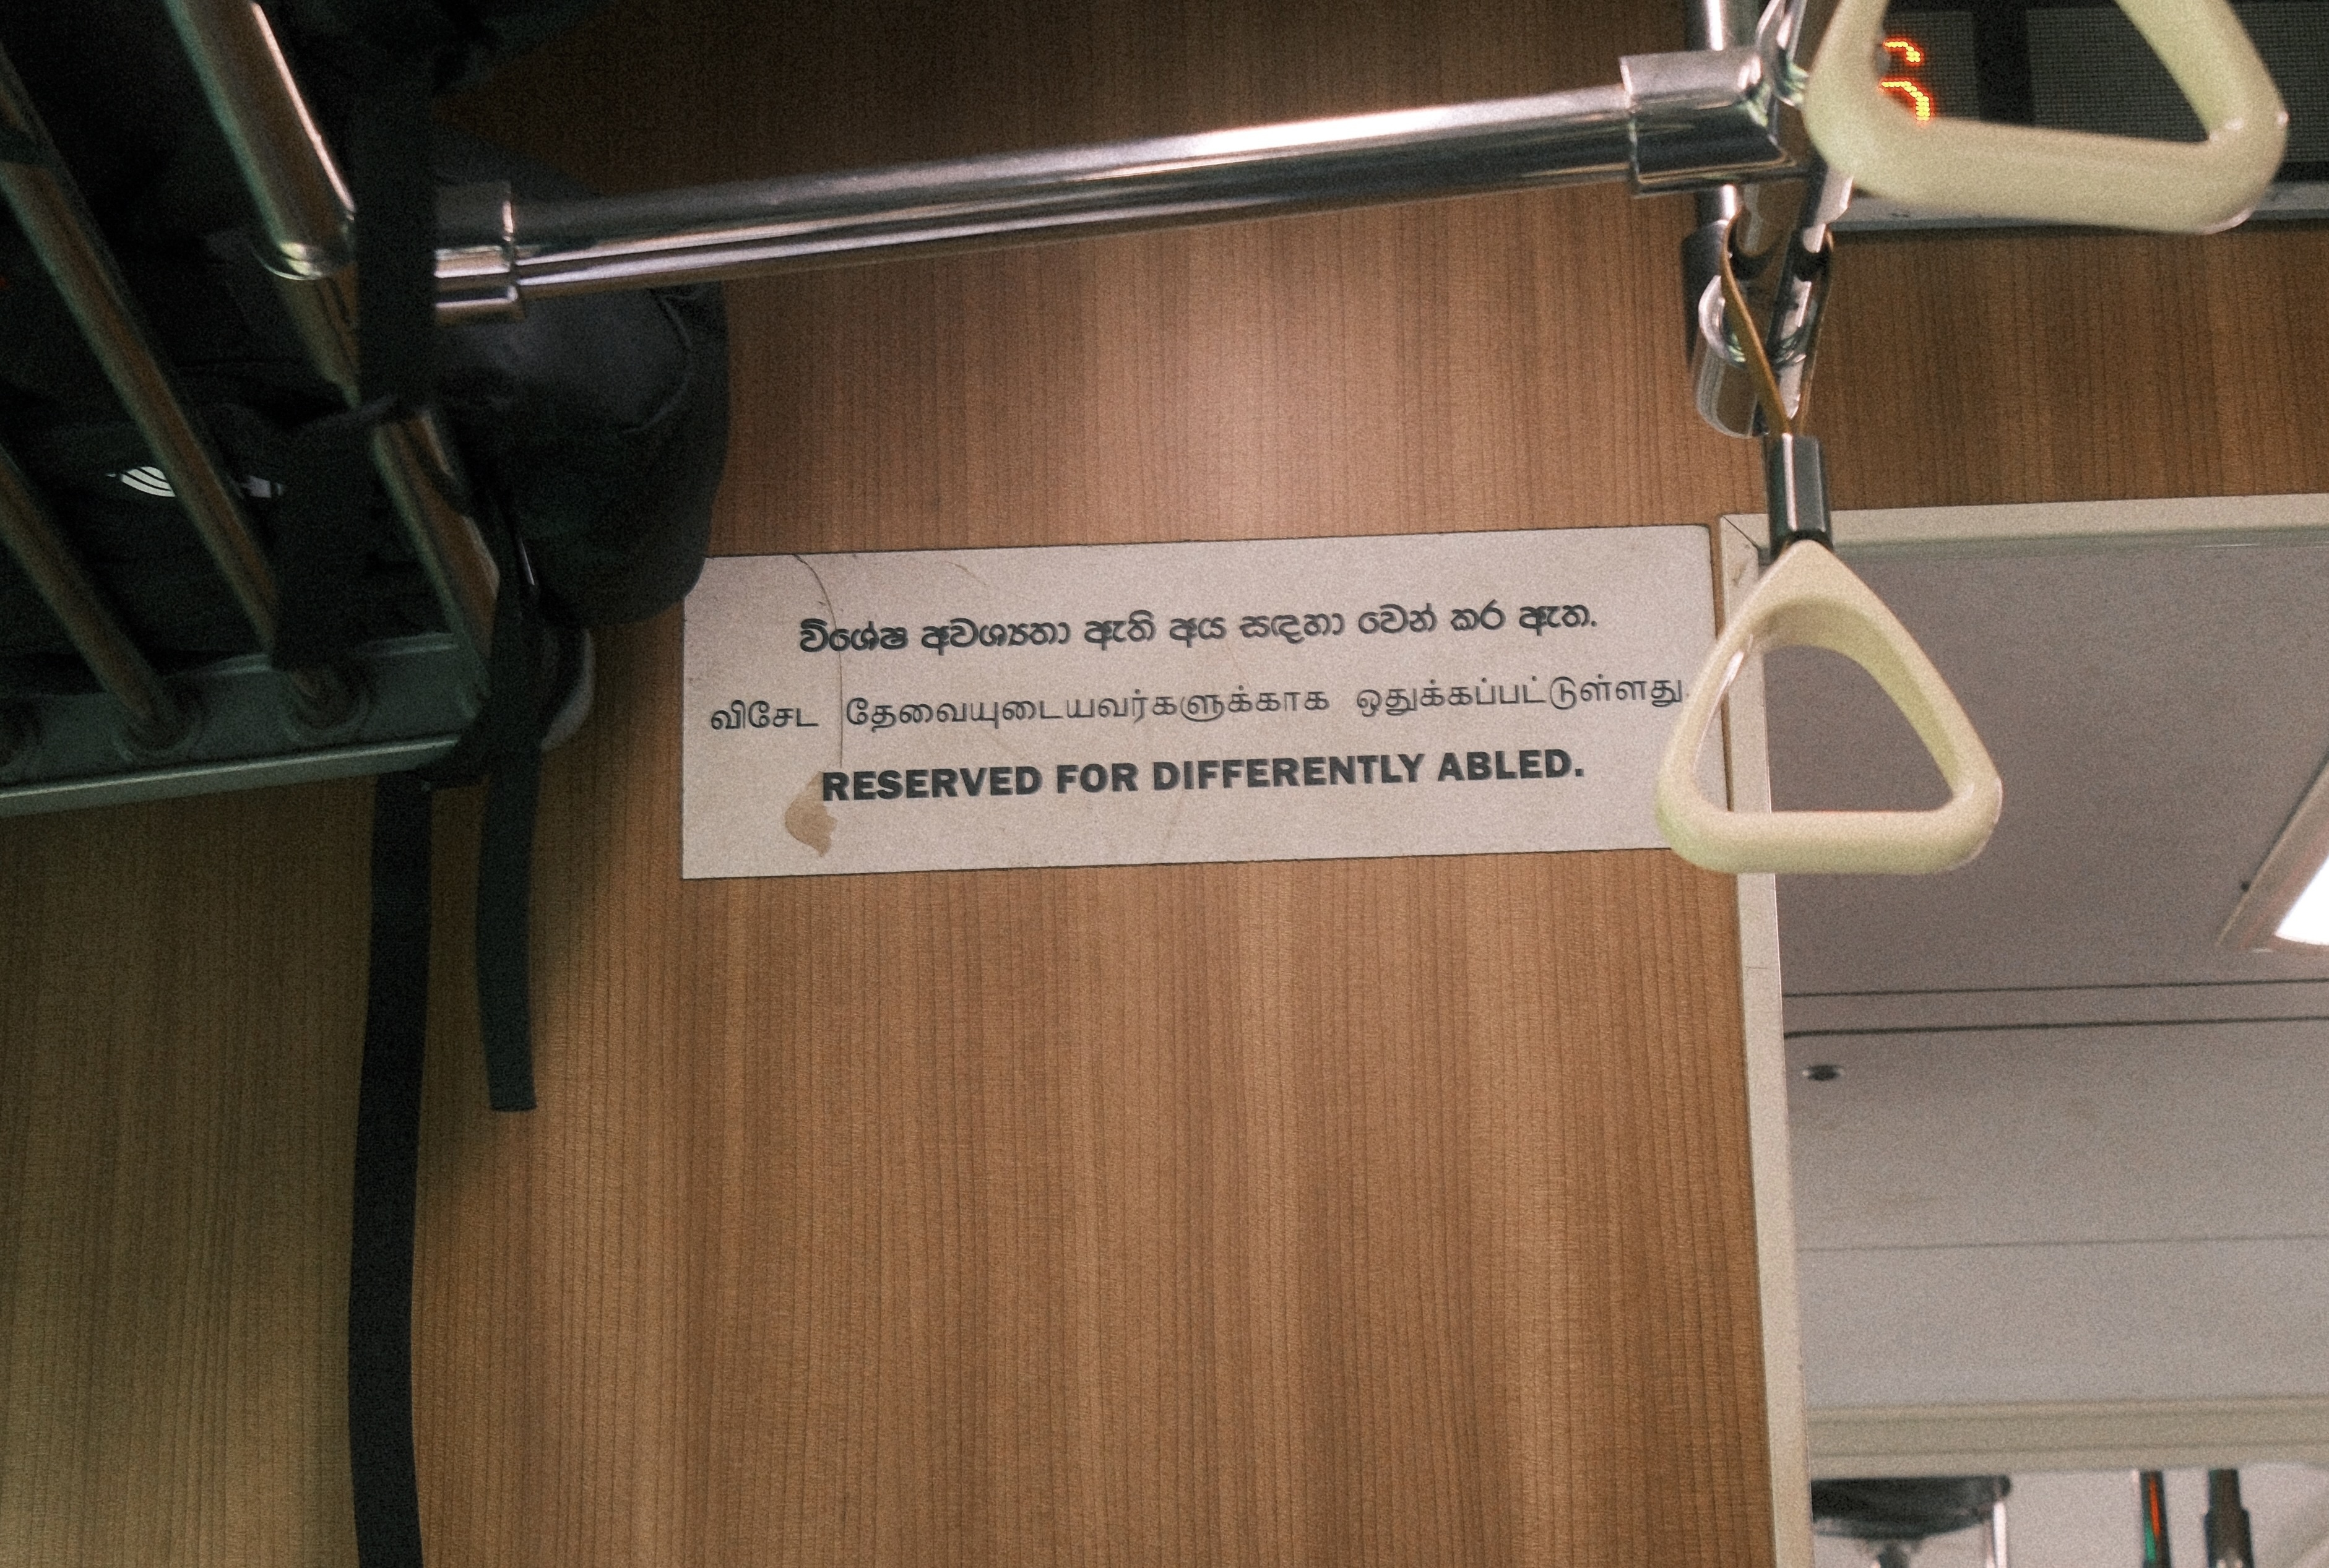 විශේෂ අවශ්‍යතා ඇති අය සඳහා වෙන් කර ඇත.
விசேட தேவையுடையவர்களுக்காக ஒதுக்கப்பட்டுள்ளது.
RESERVED FOR DIFFERENTLY ABLED.